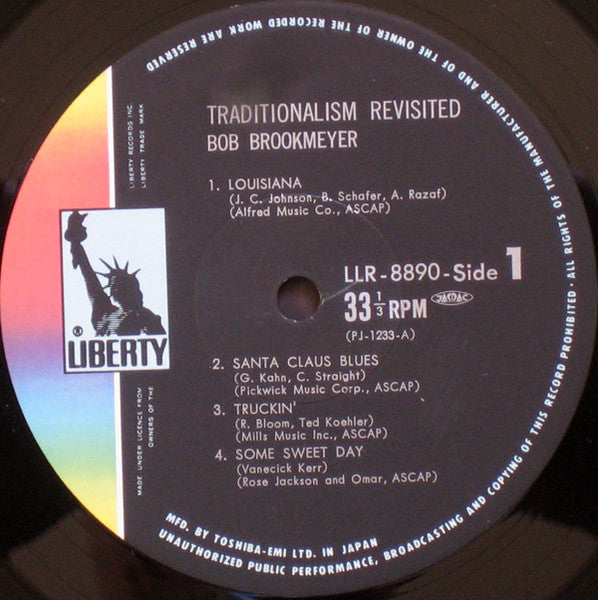 TRADITIONALISM REVISITED
BOB BROOKMEYER
1. LOUISIANA
(J. C. Johnson, B. Schafer, A. Razaf)
(Alfred Music Co., ASCAP)
LLR-8890-Side 1
33 1/3 RPM JASRAC
(PJ-1233-A)
2. SANTA CLAUS BLUES
(G. Kahn, C. Straight)
(Pickwick Music Corp., ASCAP)
3. TRUCKIN'
(R. Bloom, Ted Koehler)
(Mills Music Inc., ASCAP)
4. SOME SWEET DAY
(Vanecick Kerr)
(Rose Jackson and Omar, ASCAP)
LIBERTY RECORDS INC.
LIBERTY TRADE MARK
® LIBERTY
MADE UNDER LICENCE FROM
OWNERS OF THE
MFD. BY TOSHIBA-EMI LTD. IN JAPAN
UNAUTHORIZED PUBLIC PERFORMANCE, BROADCASTING AND COPYING OF THIS RECORD PROHIBITED · ALL RIGHTS OF THE MANUFACTURER AND OF THE OWNER OF THE RECORDED WORK ARE RESERVED